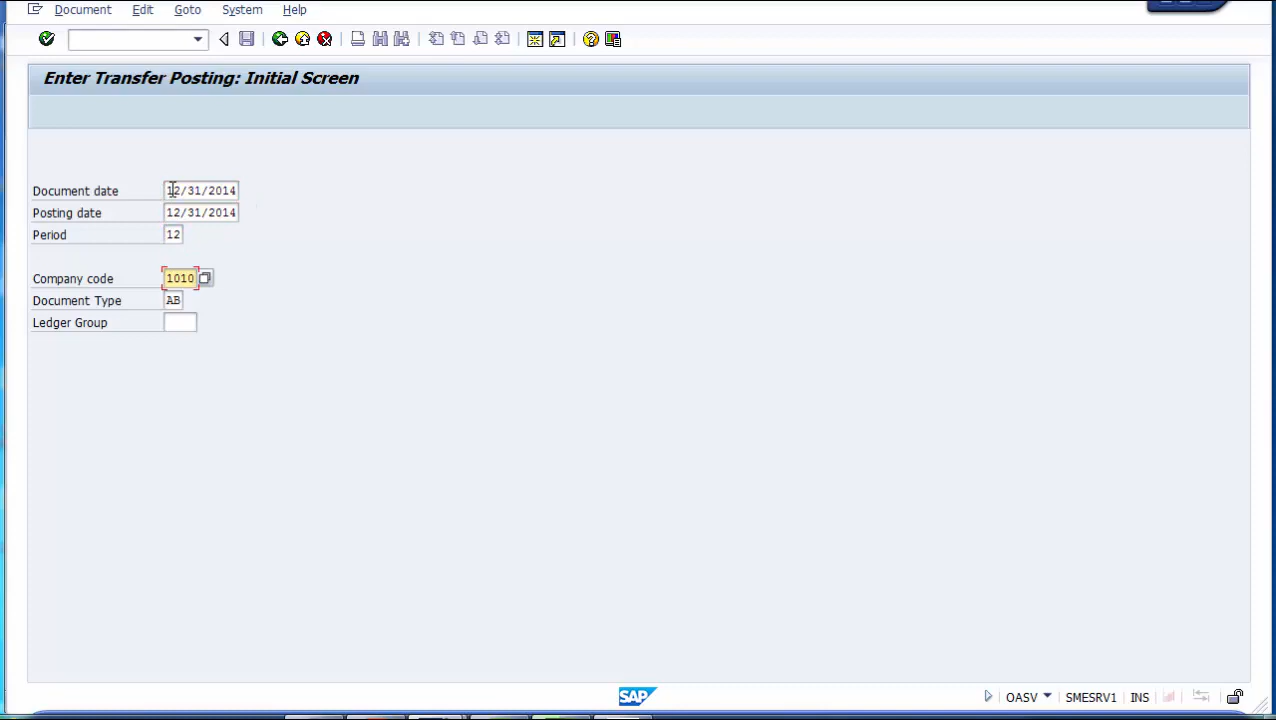 Document Edit Goto System Help
Enter Transfer Posting: Initial Screen
Document date 12/31/2014
Posting date 12/31/2014
Period 12
Company code 1010
Document Type AB
Ledger Group
SAP OASV SMESRV1 INS